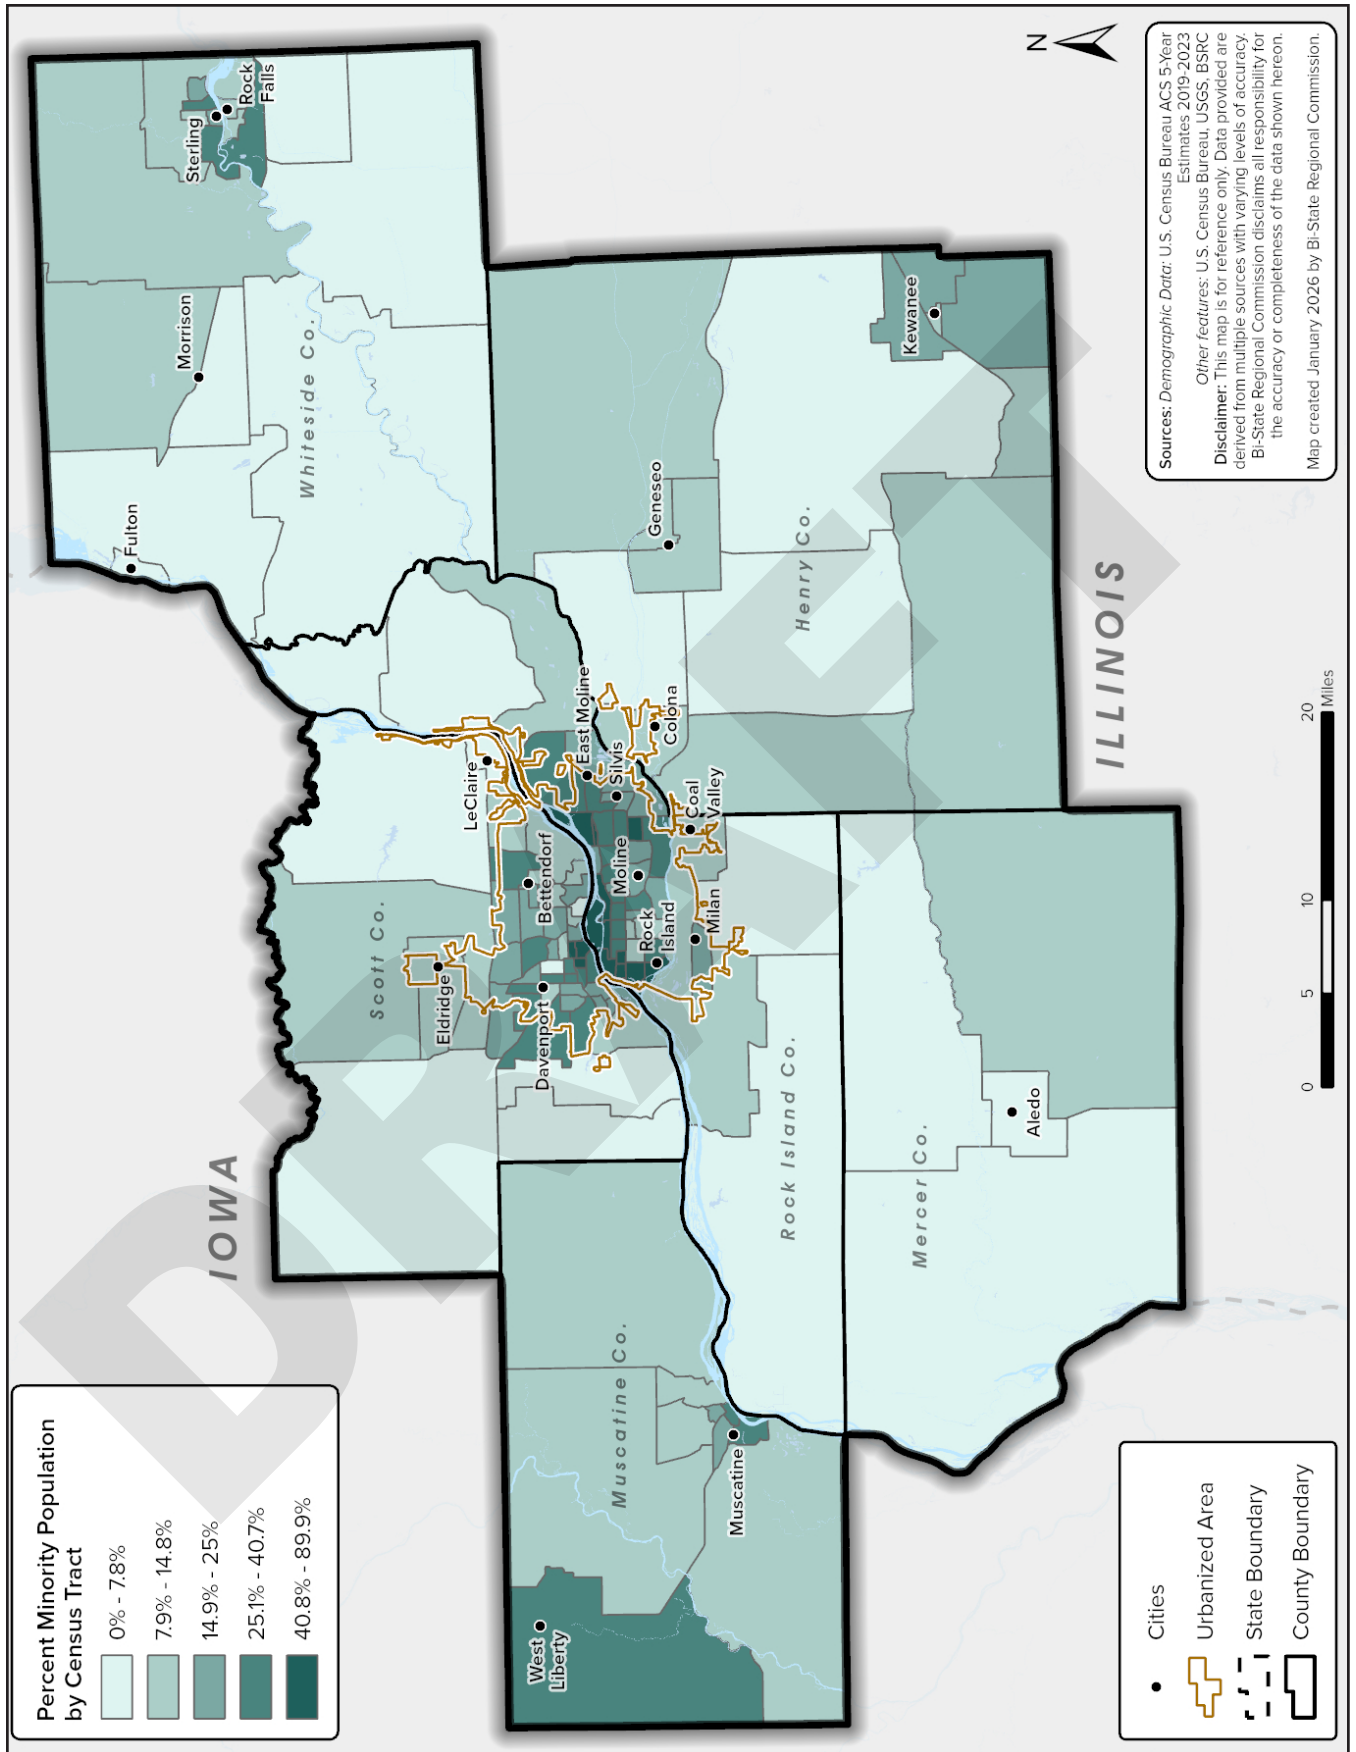 Percent Minority Population
by Census Tract
0% - 7.8%
7.9% - 14.8%
14.9% - 25%
25.1% - 40.7%
40.8% - 89.9%
IOWA
ILLINOIS
DRAFT
Scott Co.
Whiteside Co.
Muscatine Co.
Rock Island Co.
Henry Co.
Mercer Co.
Fulton
Morrison
Sterling
Rock
Falls
LeClaire
Eldridge
Bettendorf
Davenport
East Moline
Silvis
Moline
Rock
Island
Milan
Coal
Valley
Colona
Geneseo
Kewanee
West
Liberty
Muscatine
Aledo
Cities
Urbanized Area
State Boundary
County Boundary
0 5 10 20
Miles
N
Sources: Demographic Data: U.S. Census Bureau ACS 5-Year
Estimates 2019-2023
Other features: U.S. Census Bureau, USGS, BSRC
Disclaimer: This map is for reference only. Data provided are
derived from multiple sources with varying levels of accuracy.
Bi-State Regional Commission disclaims all responsibility for
the accuracy or completeness of the data shown hereon.
Map created January 2026 by Bi-State Regional Commission.